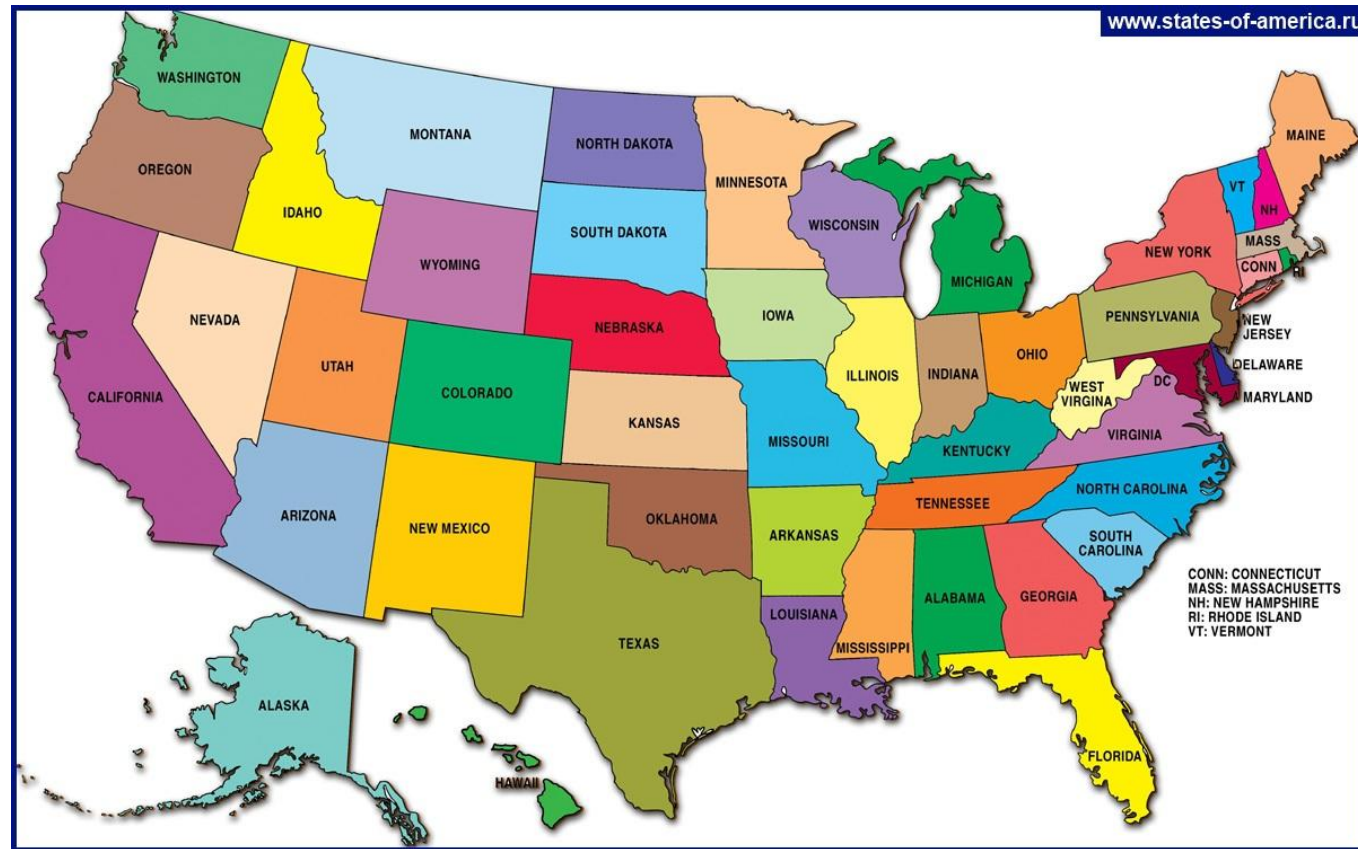 www.states-of-america.ru
WASHINGTON
OREGON
IDAHO
MONTANA
NORTH DAKOTA
MINNESOTA
WISCONSIN
MICHIGAN
MAINE
VT
NH
MASS
CONN
RI
NEW YORK
SOUTH DAKOTA
WYOMING
NEVADA
UTAH
CALIFORNIA
COLORADO
NEBRASKA
IOWA
ILLINOIS
INDIANA
OHIO
PENNSYLVANIA
NEW
JERSEY
DELAWARE
MARYLAND
DC
WEST
VIRGINA
VIRGINIA
KENTUCKY
KANSAS
MISSOURI
TENNESSEE
NORTH CAROLINA
SOUTH
CAROLINA
ARIZONA
NEW MEXICO
OKLAHOMA
ARKANSAS
TEXAS
LOUISIANA
MISSISSIPPI
ALABAMA
GEORGIA
FLORIDA
ALASKA
HAWAII
CONN: CONNECTICUT
MASS: MASSACHUSETTS
NH: NEW HAMPSHIRE
RI: RHODE ISLAND
VT: VERMONT